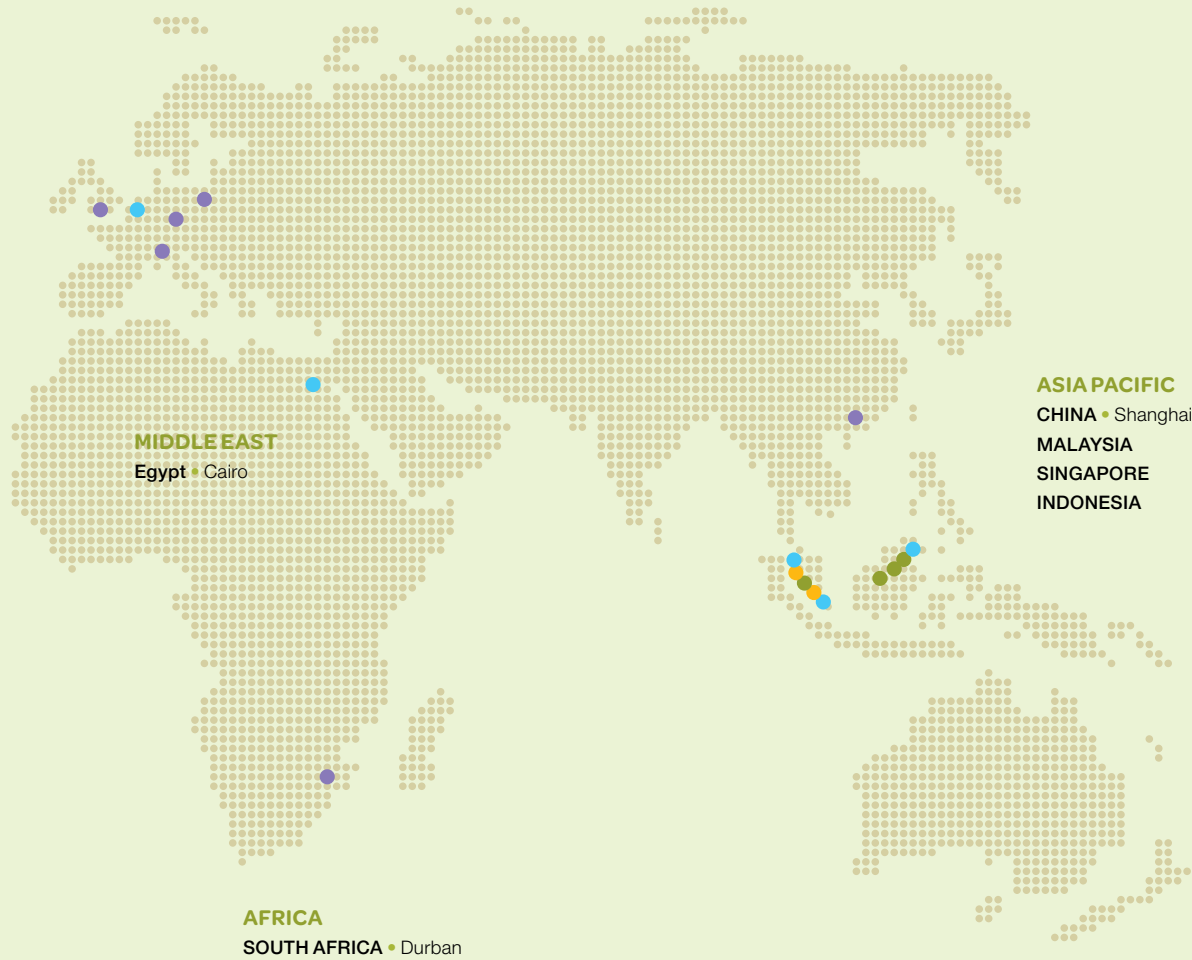 ASIA PACIFIC
CHINA • Shanghai
MALAYSIA
SINGAPORE
INDONESIA
MIDDLE EAST
Egypt • Cairo
AFRICA
SOUTH AFRICA • Durban